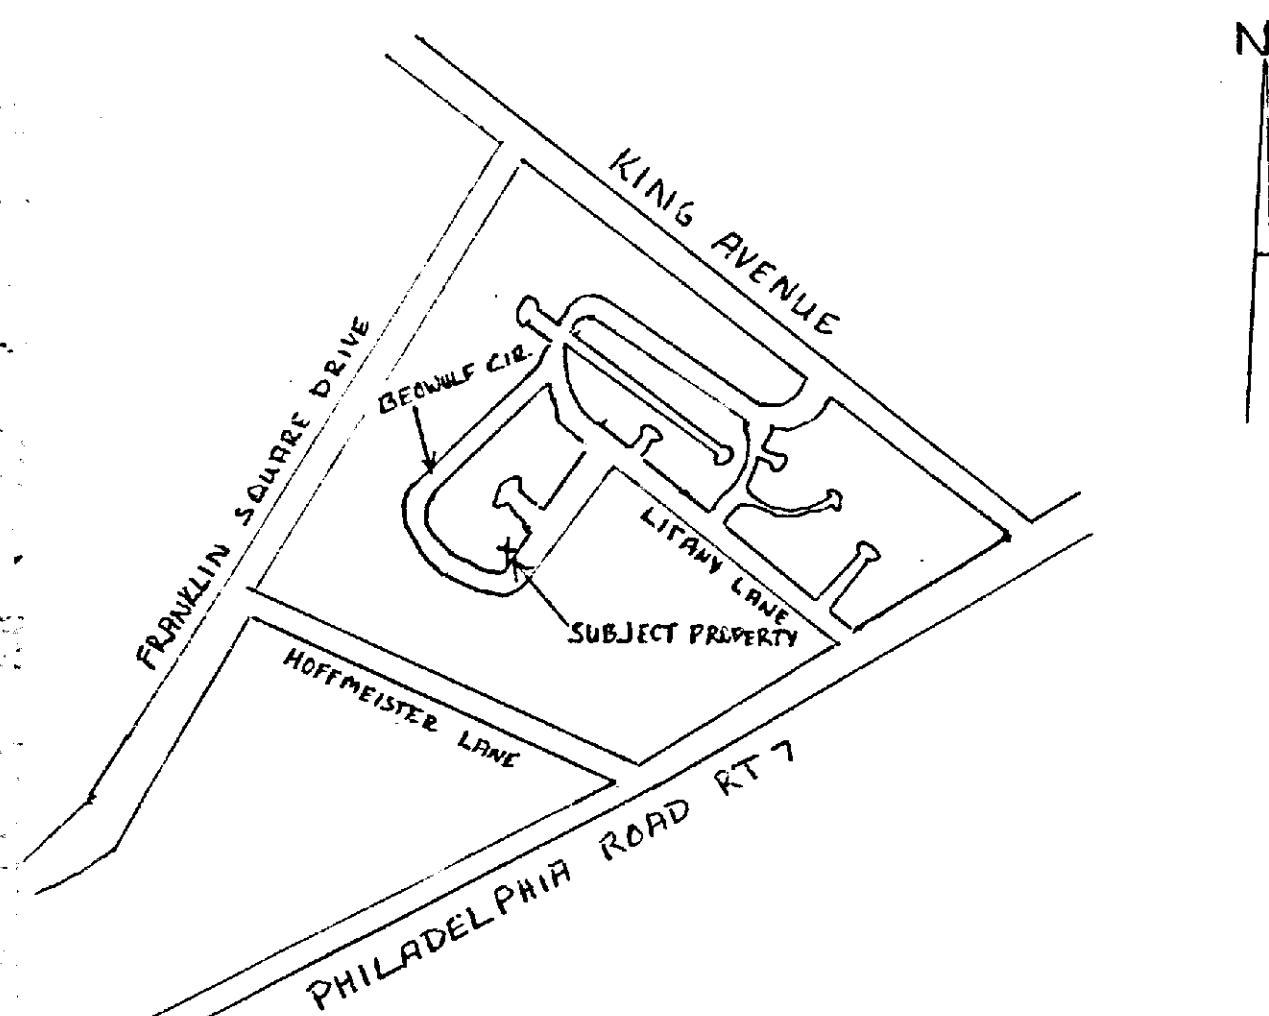 N
KING AVENUE
BEOWULF CIR.
FRANKLIN SQUARE DRIVE
LITANY LANE
SUBJECT PROPERTY
HOFFMEISTER LANE
PHILADELPHIA ROAD RT 7